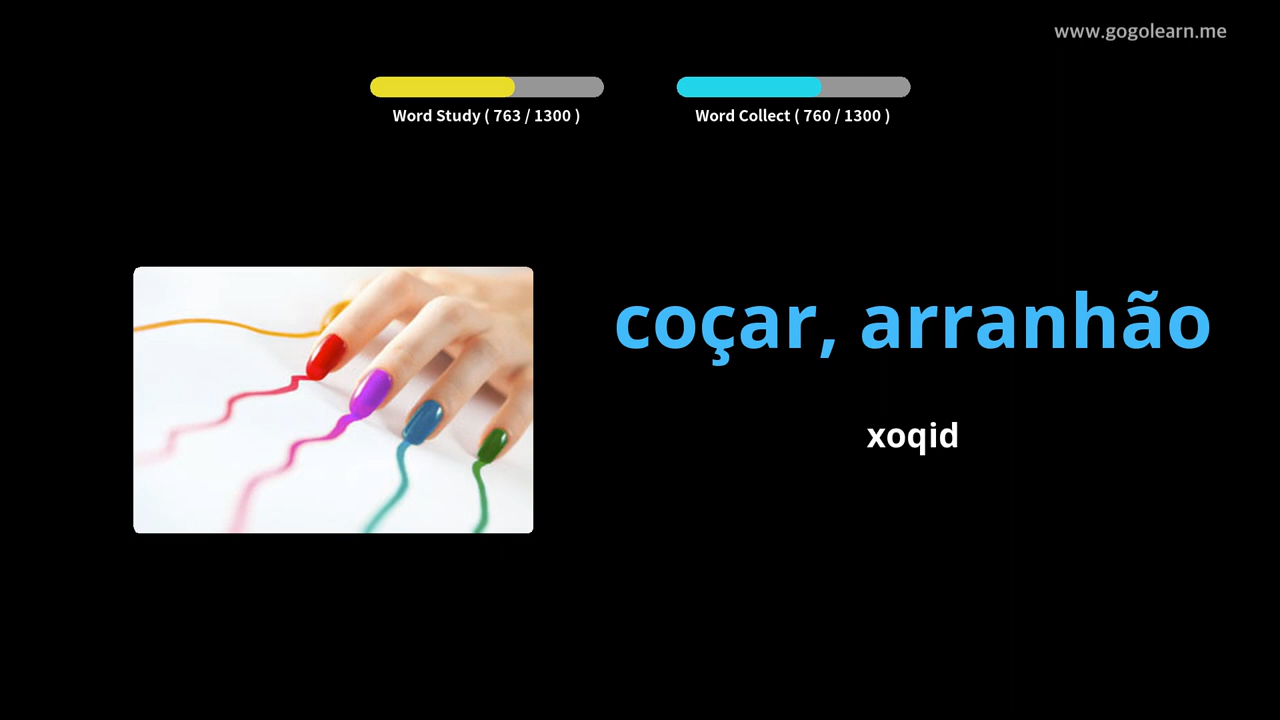 www.gogolearn.me
Word Study ( 763 / 1300 )
Word Collect ( 760 / 1300 )
coçar, arranhão
xoqid